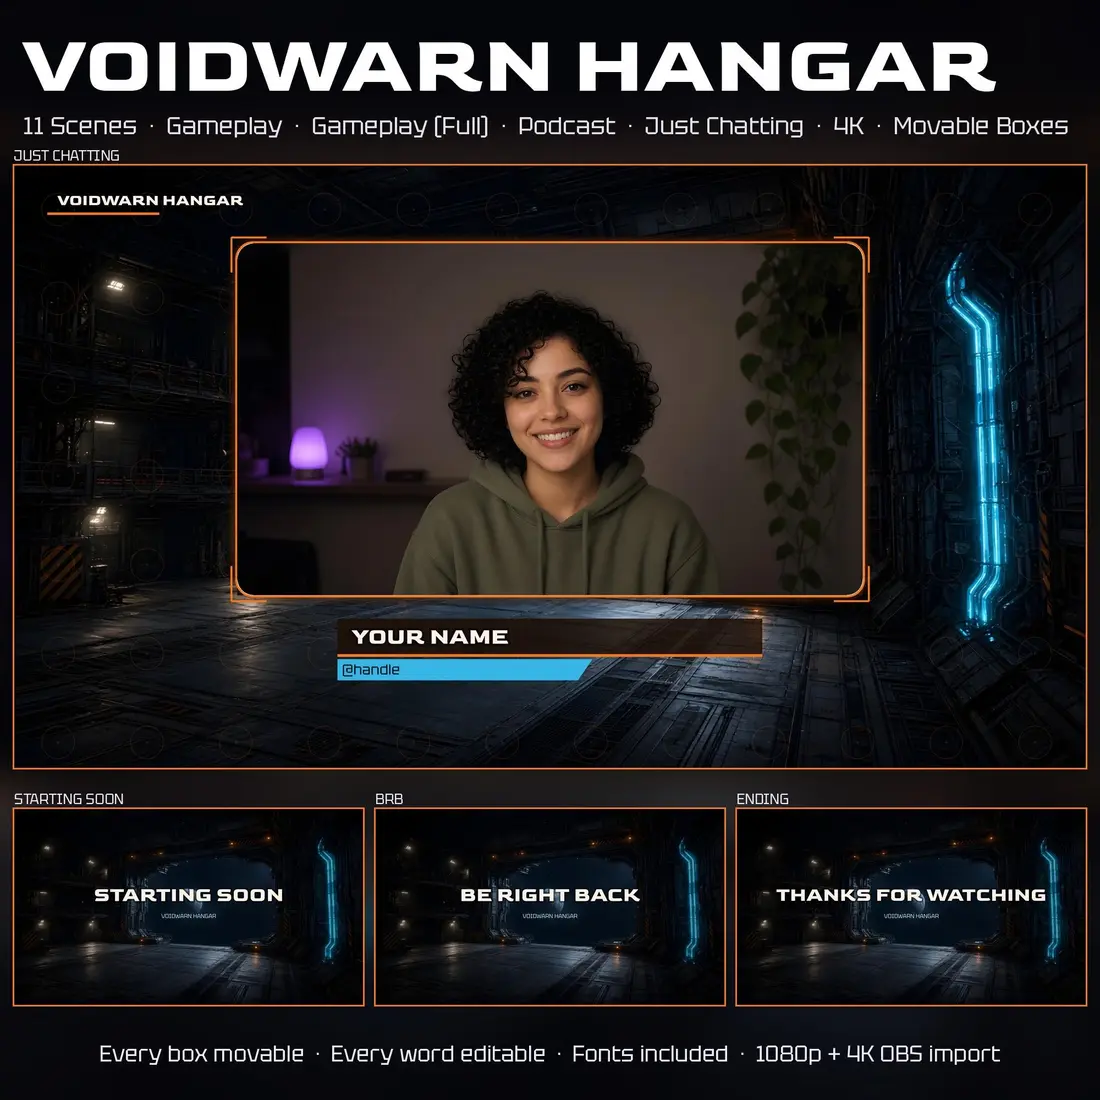 VOIDWARN HANGAR
11 Scenes · Gameplay · Gameplay (Full) · Podcast · Just Chatting · 4K · Movable Boxes
JUST CHATTING
VOIDWARN HANGAR
YOUR NAME
@handle
STARTING SOON
STARTING SOON
VOIDWARN HANGAR
BRB
BE RIGHT BACK
VOIDWARN HANGAR
ENDING
THANKS FOR WATCHING
VOIDWARN HANGAR
Every box movable · Every word editable · Fonts included · 1080p + 4K OBS import